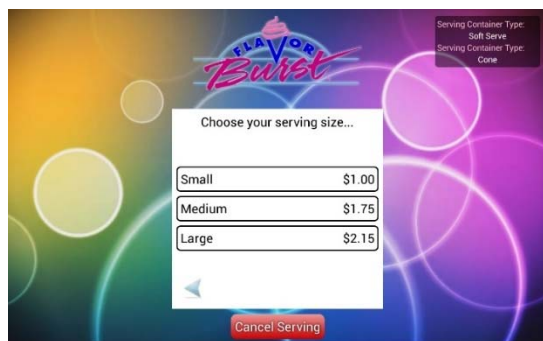 FLAVOR
Burst
Serving Container Type:
Soft Serve
Serving Container Type:
Cone
Choose your serving size...
Small $1.00
Medium $1.75
Large $2.15
Cancel Serving